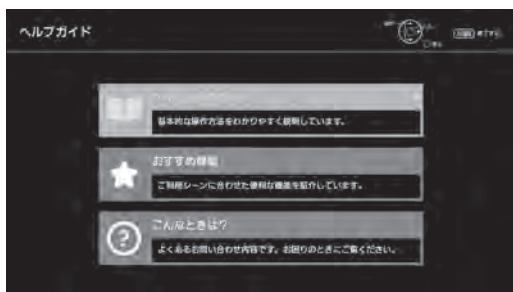 ヘルプガイド
終了する
基本的な操作方法をわかりやすく説明しています。
おすすめ機能
ご利用シーンに合わせた便利な機能を紹介しています。
こんなときは?
よくあるお問い合わせ内容です。お困りのときにご覧ください。